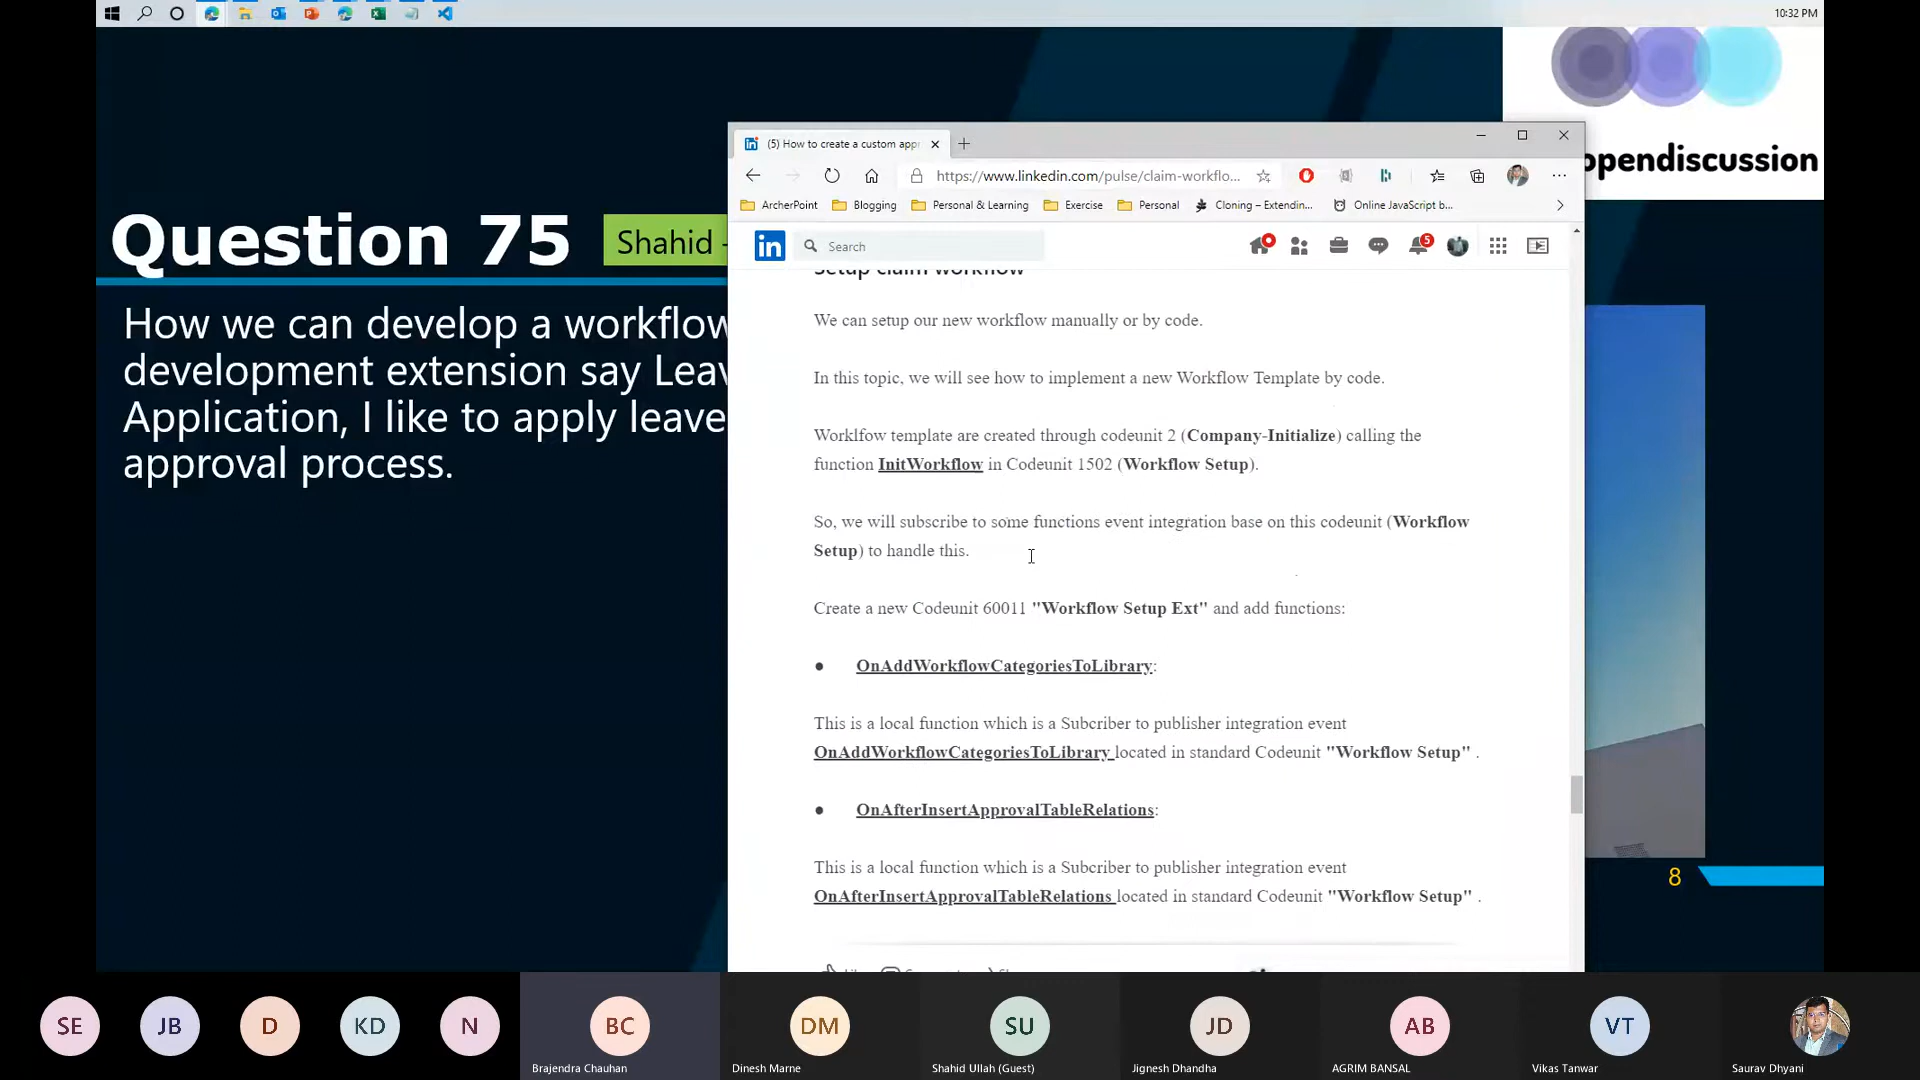 10:32 PM
opendiscussion
(5) How to create a custom appr
https://www.linkedin.com/pulse/claim-workflo...
ArcherPoint
Blogging
Personal & Learning
Exercise
Personal
Cloning – Extendin...
Online JavaScript b...
Question 75
Shahid -
in
Search
5
How we can develop a workflow
development extension say Leav
Application, I like to apply leave
approval process.
Setup claim workflow
We can setup our new workflow manually or by code.
In this topic, we will see how to implement a new Workflow Template by code.
Worklfow template are created through codeunit 2 (Company-Initialize) calling the
function InitWorkflow in Codeunit 1502 (Workflow Setup).
So, we will subscribe to some functions event integration base on this codeunit (Workflow
Setup) to handle this.
Create a new Codeunit 60011 "Workflow Setup Ext" and add functions:
● OnAddWorkflowCategoriesToLibrary:
This is a local function which is a Subcriber to publisher integration event
OnAddWorkflowCategoriesToLibrary located in standard Codeunit "Workflow Setup" .
● OnAfterInsertApprovalTableRelations:
This is a local function which is a Subcriber to publisher integration event
OnAfterInsertApprovalTableRelations located in standard Codeunit "Workflow Setup" .
8
SE
JB
D
KD
N
BC
DM
SU
JD
AB
VT
Brajendra Chauhan
Dinesh Marne
Shahid Ullah (Guest)
Jignesh Dhandha
AGRIM BANSAL
Vikas Tanwar
Saurav Dhyani